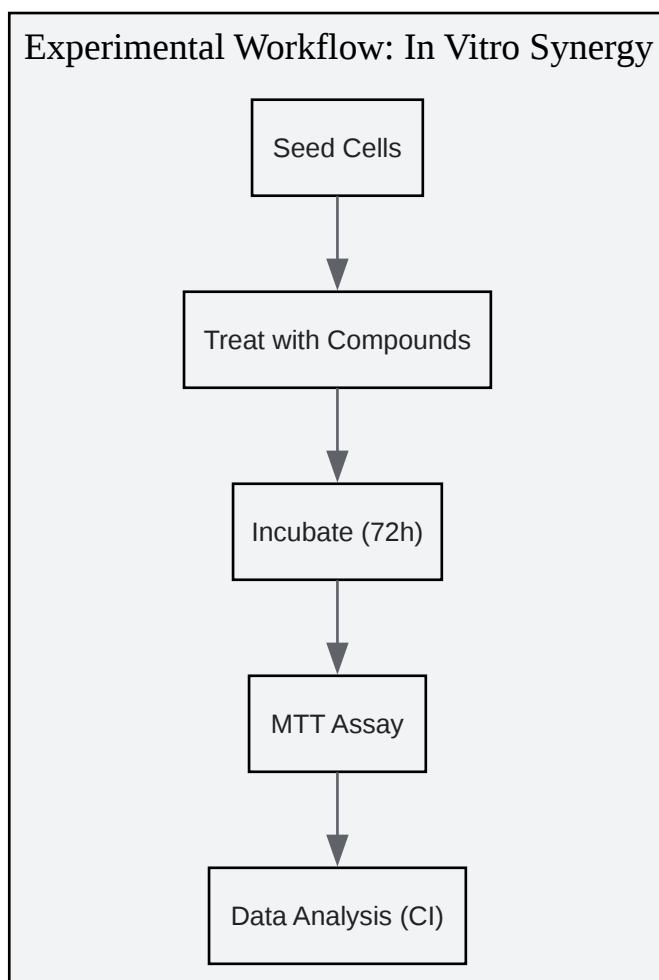 Experimental Workflow: In Vitro Synergy
Seed Cells
Treat with Compounds
Incubate (72h)
MTT Assay
Data Analysis (CI)